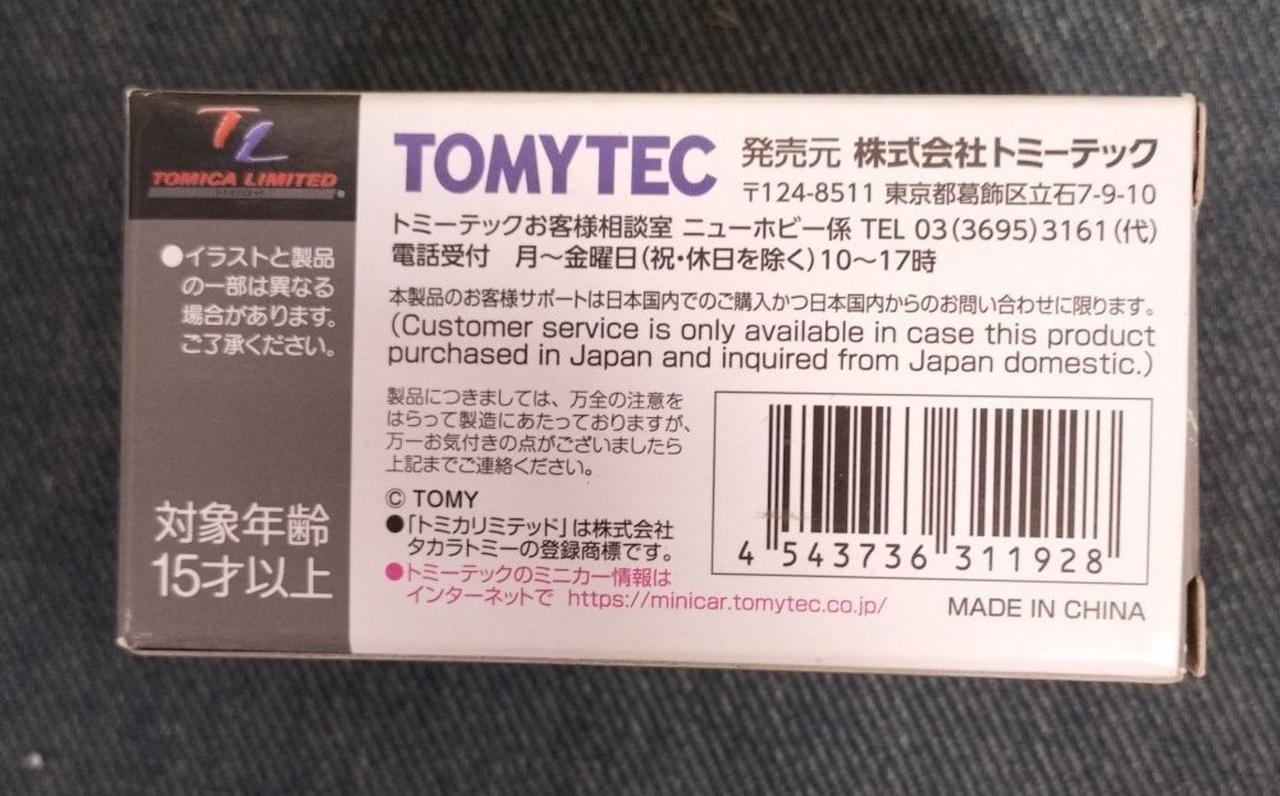 TL
TOMICA LIMITED
●イラストと製品
の一部は異なる
場合があります。
ご了承ください。
対象年齢
15才以上
TOMYTEC
発売元 株式会社トミーテック
〒124-8511 東京都葛飾区立石7-9-10
トミーテックお客様相談室 ニューホビー係 TEL 03(3695)3161(代)
電話受付 月～金曜日(祝・休日を除く)10～17時
本製品のお客様サポートは日本国内でのご購入かつ日本国内からのお問い合わせに限ります。
(Customer service is only available in case this product
purchased in Japan and inquired from Japan domestic.)
製品につきましては、万全の注意を
はらって製造にあたっておりますが、
万一お気付きの点がございましたら
上記までご連絡ください。
© TOMY
●「トミカリミテッド」は株式会社
タカラトミーの登録商標です。
●トミーテックのミニカー情報は
インターネットで https://minicar.tomytec.co.jp/
4 543736 311928
MADE IN CHINA